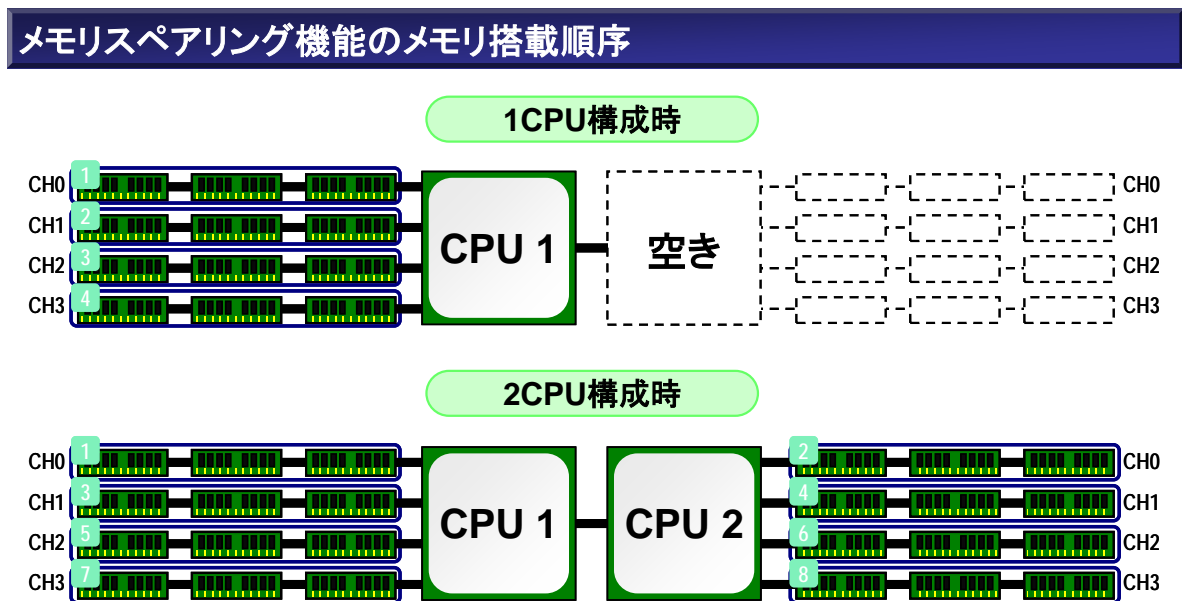 メモリスペアリング機能のメモリ搭載順序
1CPU構成時
CH0 1 CH0
CH1 2 CH1
CH2 3 CH2
CH3 4 CH3
CPU 1 空き
2CPU構成時
CH0 1 2 CH0
CH1 3 4 CH1
CH2 5 6 CH2
CH3 7 8 CH3
CPU 1 CPU 2